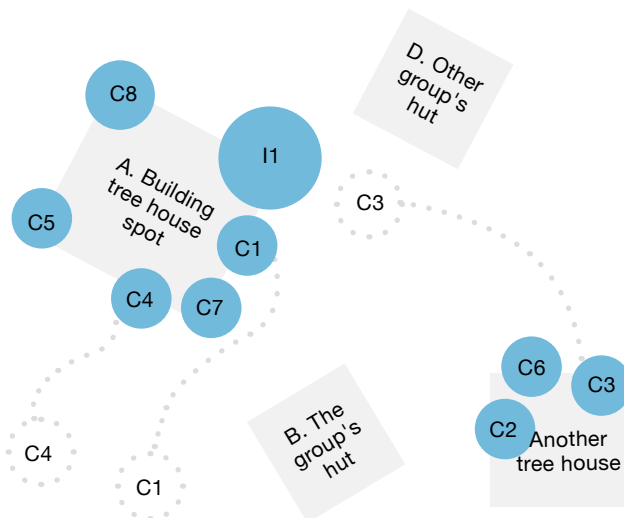 D. Other
group's
hut
C8
I1
A. Building
tree house
spot
C3
C5
C1
C4
C7
C6
C3
B. The
group's
hut
C2
Another
tree house
C4
C1